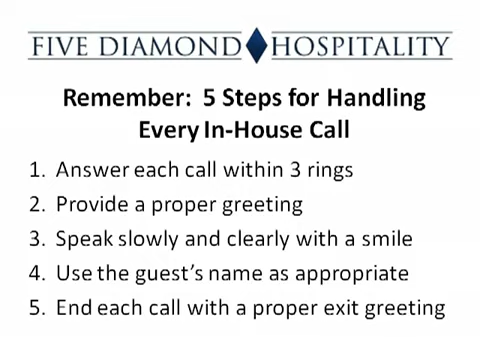 FIVE DIAMOND HOSPITALITY
Remember: 5 Steps for Handling
Every In-House Call
1. Answer each call within 3 rings
2. Provide a proper greeting
3. Speak slowly and clearly with a smile
4. Use the guest's name as appropriate
5. End each call with a proper exit greeting